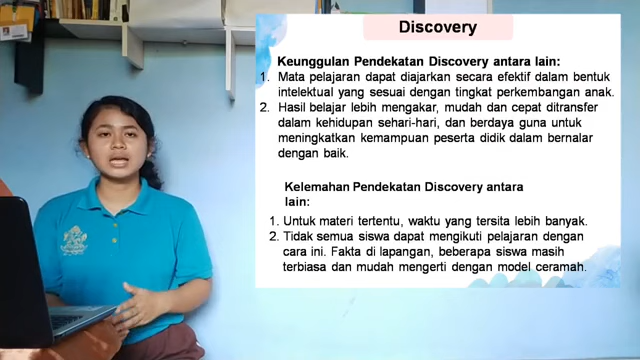 Discovery
Keunggulan Pendekatan Discovery antara lain:
1. Mata pelajaran dapat diajarkan secara efektif dalam bentuk
intelektual yang sesuai dengan tingkat perkembangan anak.
2. Hasil belajar lebih mengakar, mudah dan cepat ditransfer
dalam kehidupan sehari-hari, dan berdaya guna untuk
meningkatkan kemampuan peserta didik dalam bernalar
dengan baik.
Kelemahan Pendekatan Discovery antara
lain:
1. Untuk materi tertentu, waktu yang tersita lebih banyak.
2. Tidak semua siswa dapat mengikuti pelajaran dengan
cara ini. Fakta di lapangan, beberapa siswa masih
terbiasa dan mudah mengerti dengan model ceramah.